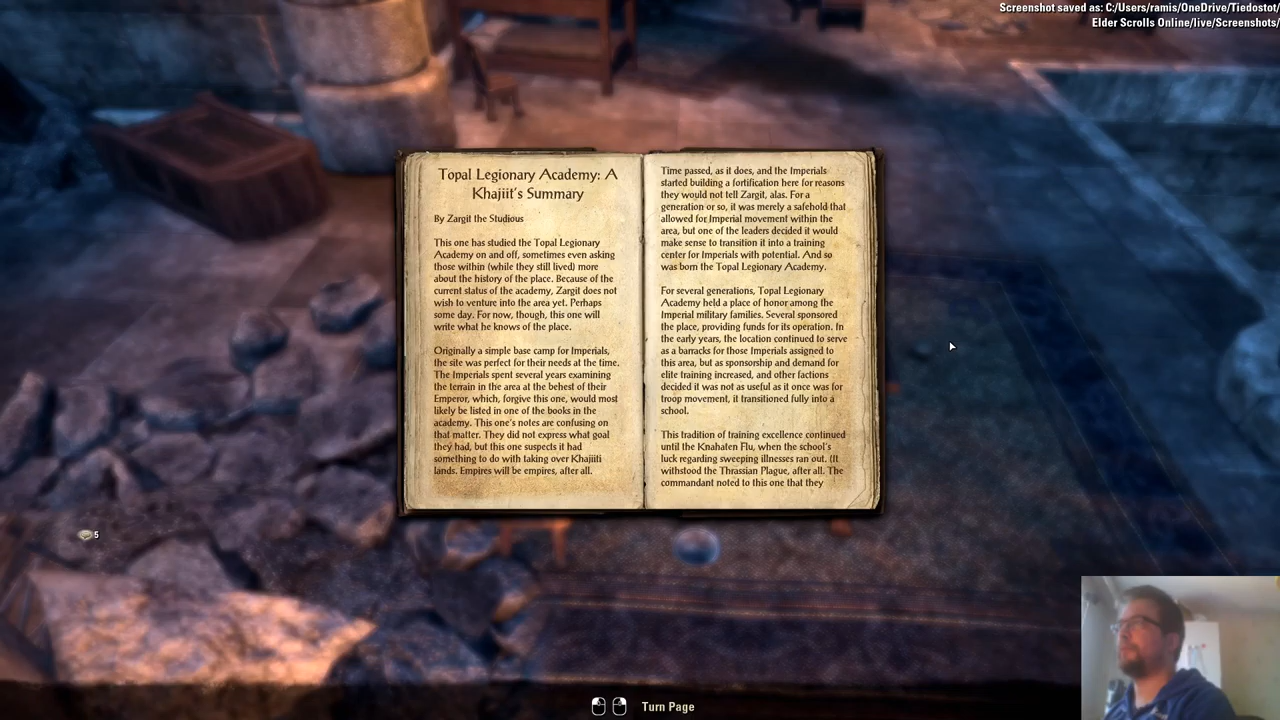 Screenshot saved as: C:/Users/ramis/OneDrive/Tiedostot/
Elder Scrolls Online/live/Screenshots/
Topal Legionary Academy: A
Khajiit's Summary
By Zargit the Studious
This one has studied the Topal Legionary
Academy on and off, sometimes even asking
those within (while they still lived) more
about the history of the place. Because of the
current status of the academy, Zargit does not
wish to venture into the area yet. Perhaps
some day. For now, though, this one will
write what he knows of the place.
Originally a simple base camp for Imperials,
the site was perfect for their needs at the time.
The Imperials spent several years examining
the terrain in the area at the behest of their
Emperor, which, forgive this one, would most
likely be listed in one of the books in the
academy. This one's notes are confusing on
that matter. They did not express what goal
they had, but this one suspects it had
something to do with taking over Khajiiti
lands. Empires will be empires, after all.
Time passed, as it does, and the Imperials
started building a fortification here for reasons
they would not tell Zargit, alas. For a
generation or so, it was merely a safehold that
allowed for Imperial movement within the
area, but one of the leaders decided it would
make sense to transition it into a training
center for Imperials with potential. And so
was born the Topal Legionary Academy.
For several generations, Topal Legionary
Academy held a place of honor among the
Imperial military families. Several sponsored
the place, providing funds for its operation. In
the early years, the location continued to serve
as a barracks for those Imperials assigned to
this area, but as sponsorship and demand for
elite training increased, and other factions
decided it was not as useful as it once was for
troop movement, it transitioned fully into a
school.
This tradition of training excellence continued
until the Knahaten Flu, when the school's
luck regarding sweeping illnesses ran out. (It
withstood the Thrassian Plague, after all. The
commandant noted to this one that they
5
Turn Page